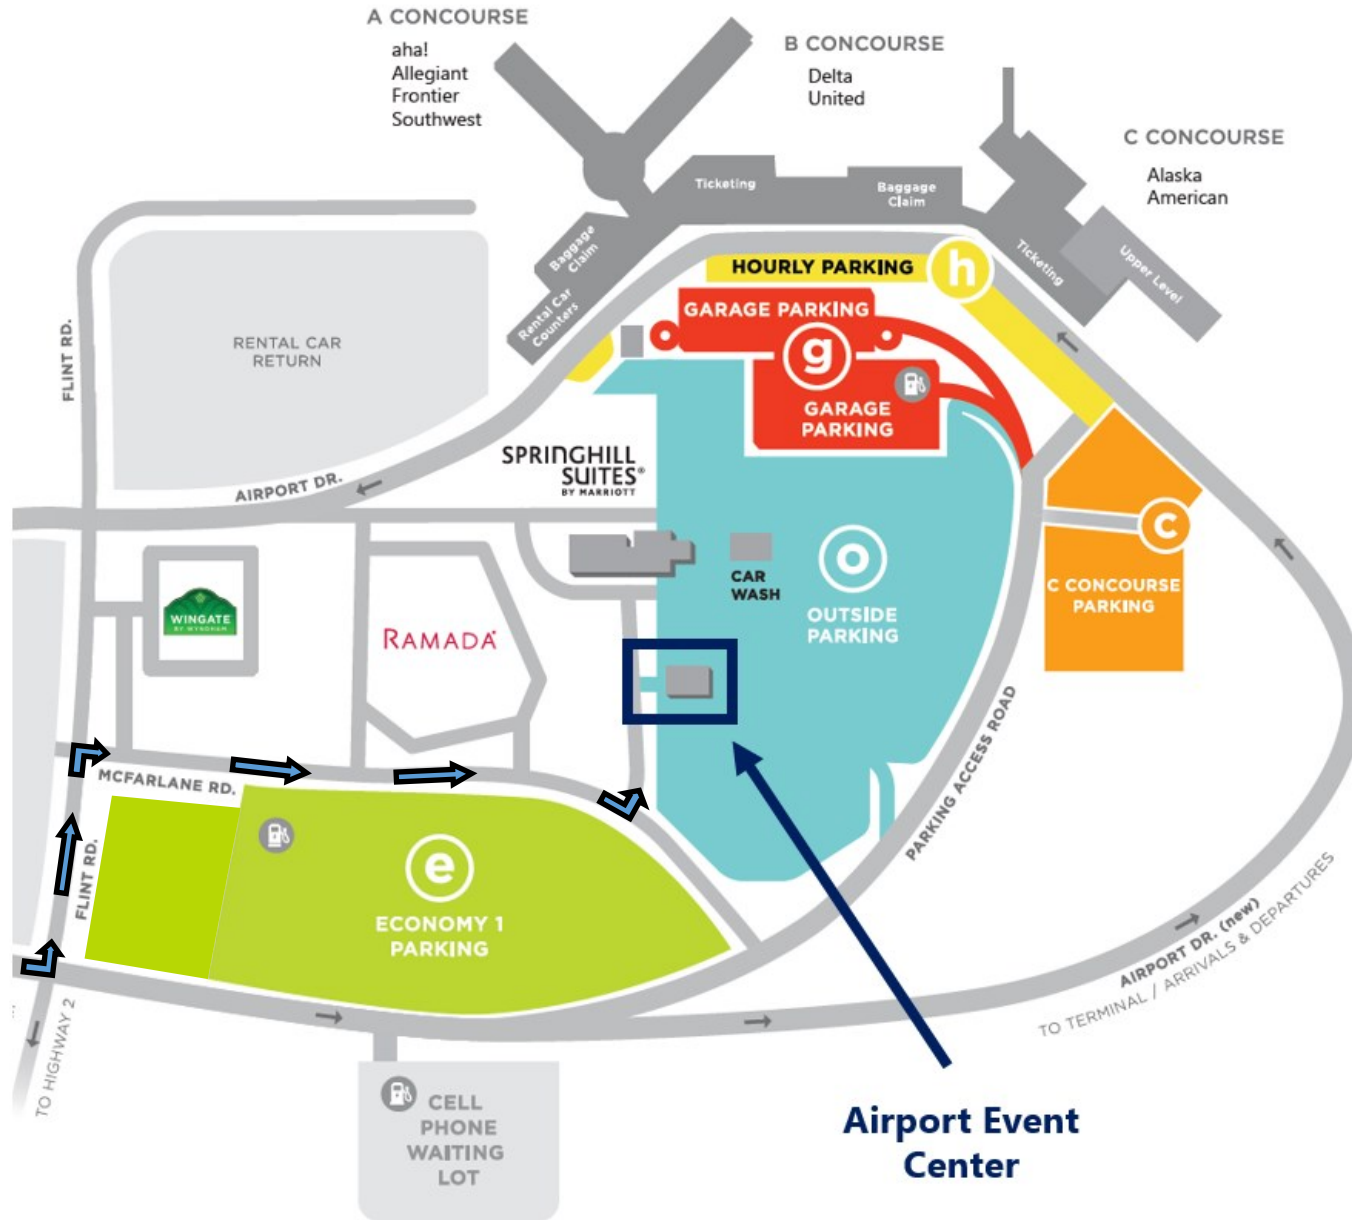 A CONCOURSE
aha!
Allegiant
Frontier
Southwest
B CONCOURSE
Delta
United
C CONCOURSE
Alaska
American
Ticketing
Baggage
Claim
Baggage
Claim
Rental Car
Counters
Ticketing
Upper Level
HOURLY PARKING
h
GARAGE PARKING
g
GARAGE
PARKING
RENTAL CAR
RETURN
FLINT RD.
AIRPORT DR.
SPRINGHILL
SUITES®
BY MARRIOTT
CAR
WASH
o
OUTSIDE
PARKING
c
C CONCOURSE
PARKING
WINGATE
BY WYNDHAM
RAMADA
MCFARLANE RD.
FLINT RD.
e
ECONOMY 1
PARKING
PARKING ACCESS ROAD
AIRPORT DR. (new)
TO TERMINAL / ARRIVALS & DEPARTURES
TO HIGHWAY 2
CELL
PHONE
WAITING
LOT
Airport Event
Center